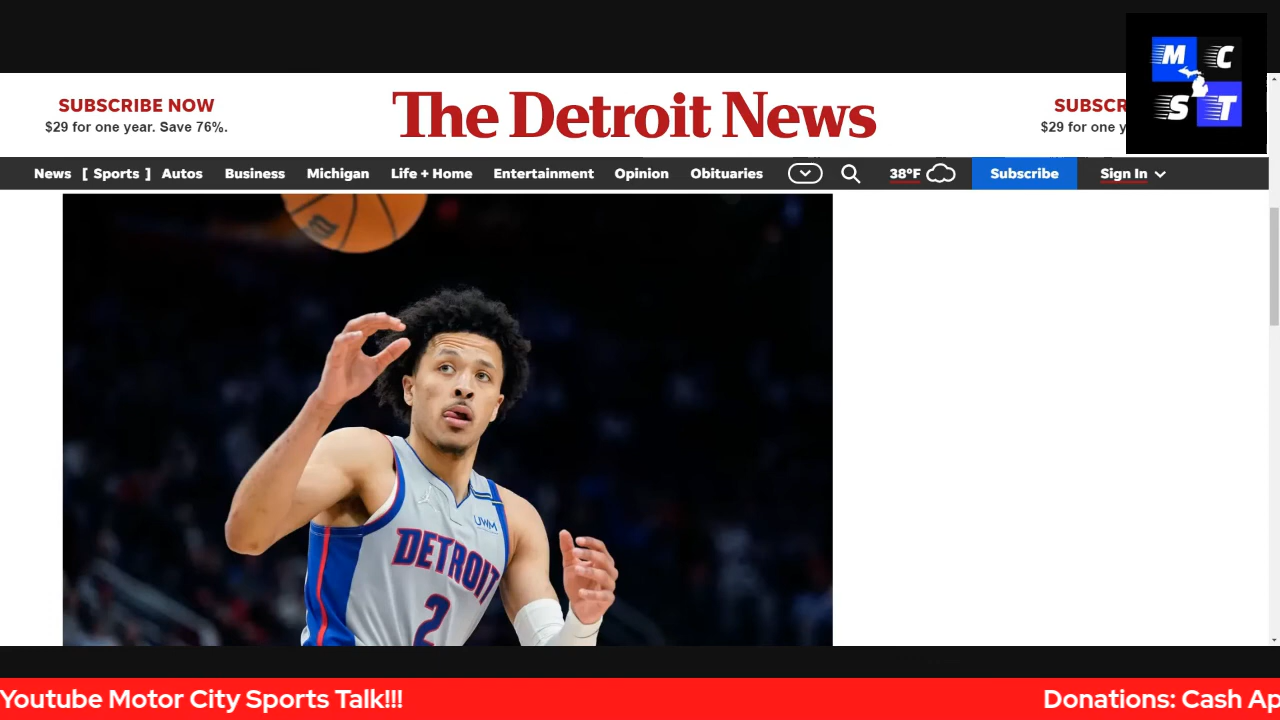 M C
S T
SUBSCRIBE NOW
$29 for one year. Save 76%.
The Detroit News
SUBSCR
$29 for one y
News [ Sports ] Autos Business Michigan Life + Home Entertainment Opinion Obituaries 38°F Subscribe Sign In
UWM
DETROIT
2
Youtube Motor City Sports Talk!!! Donations: Cash Ap